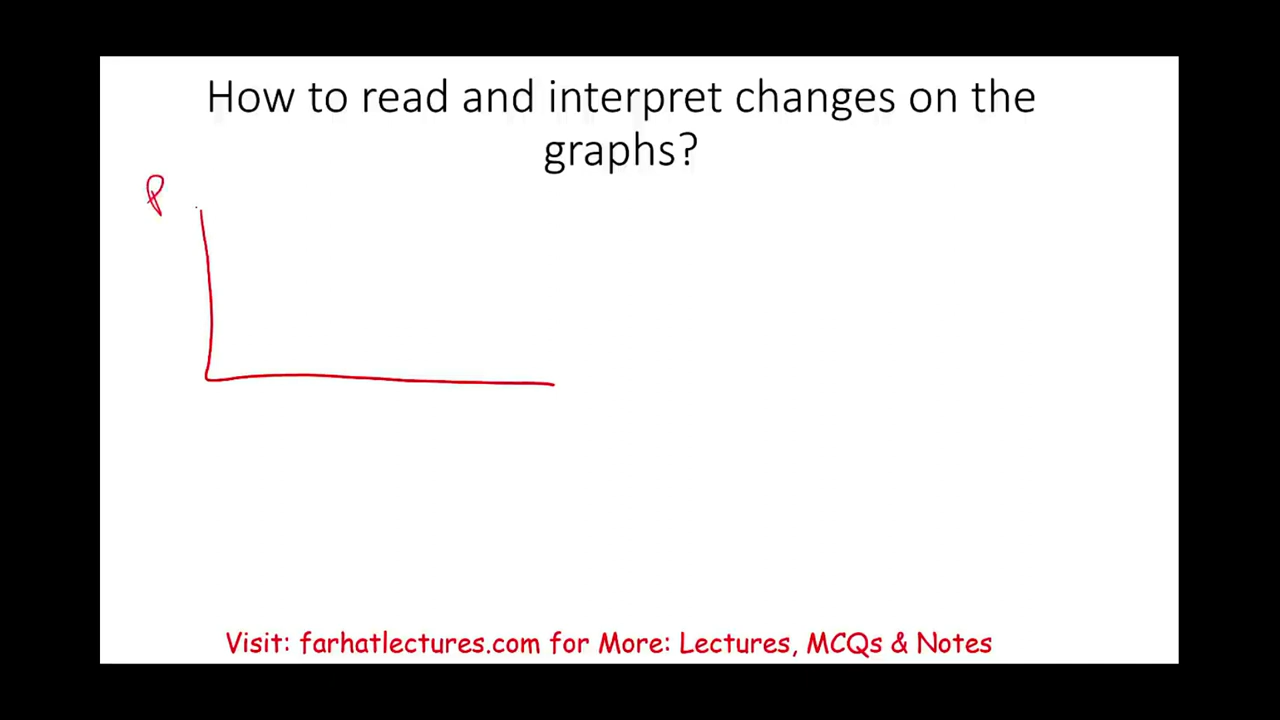 How to read and interpret changes on the
graphs?
P
Visit: farhatlectures.com for More: Lectures, MCQs & Notes